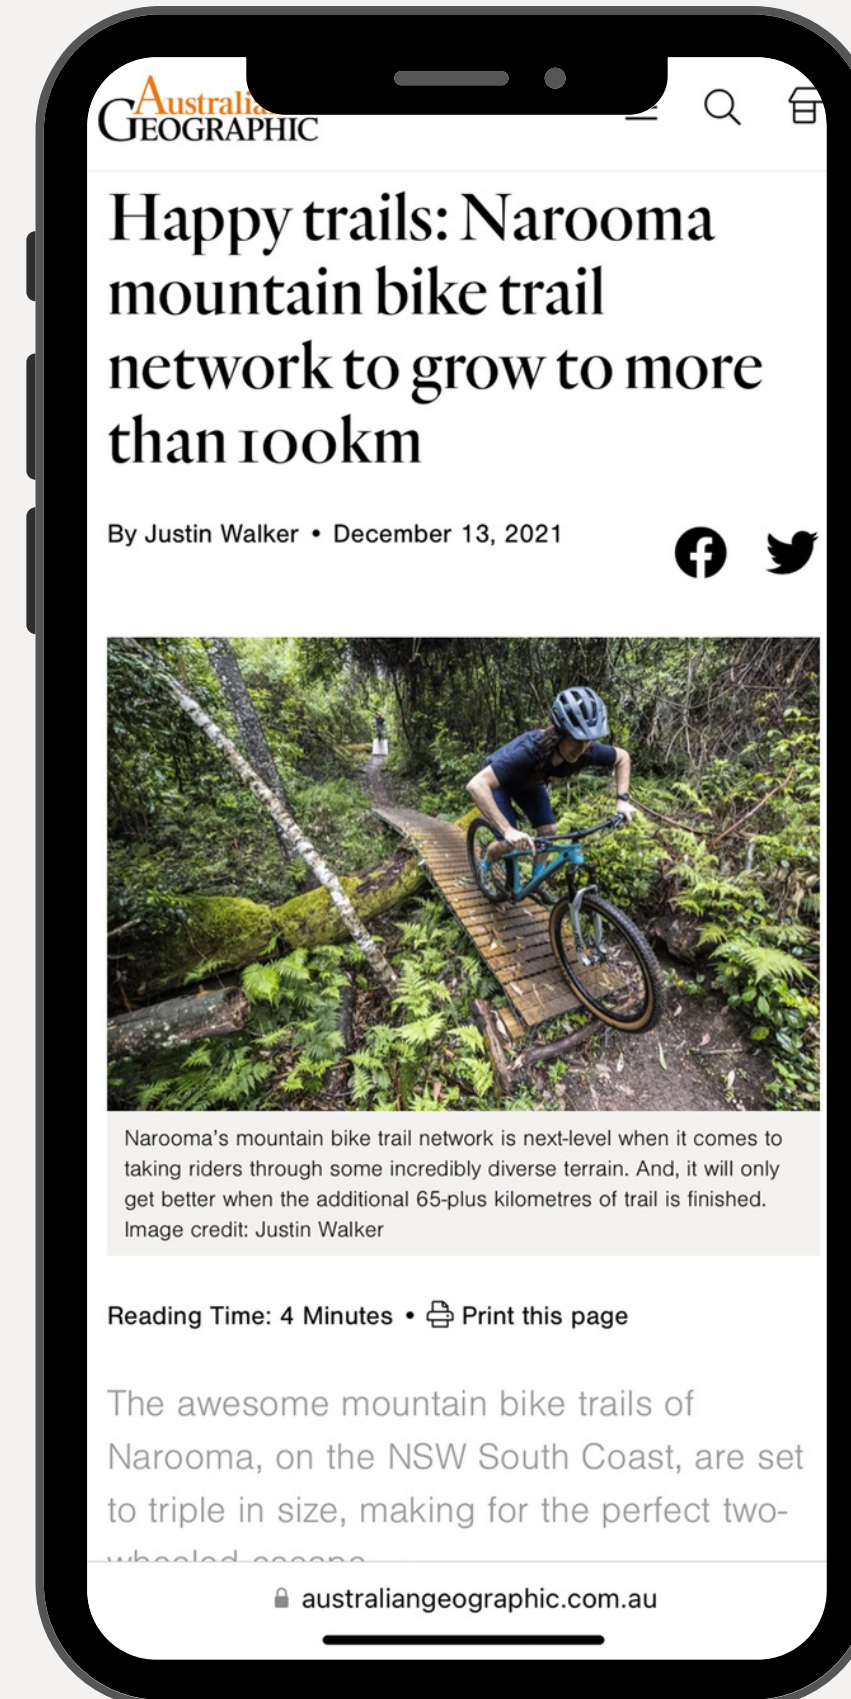 Australia
GEOGRAPHIC
Happy trails: Narooma
mountain bike trail
network to grow to more
than 100km
By Justin Walker • December 13, 2021
Narooma's mountain bike trail network is next-level when it comes to
taking riders through some incredibly diverse terrain. And, it will only
get better when the additional 65-plus kilometres of trail is finished.
Image credit: Justin Walker
Reading Time: 4 Minutes • Print this page
The awesome mountain bike trails of
Narooma, on the NSW South Coast, are set
to triple in size, making for the perfect two-
wheeled escape
australiangeographic.com.au